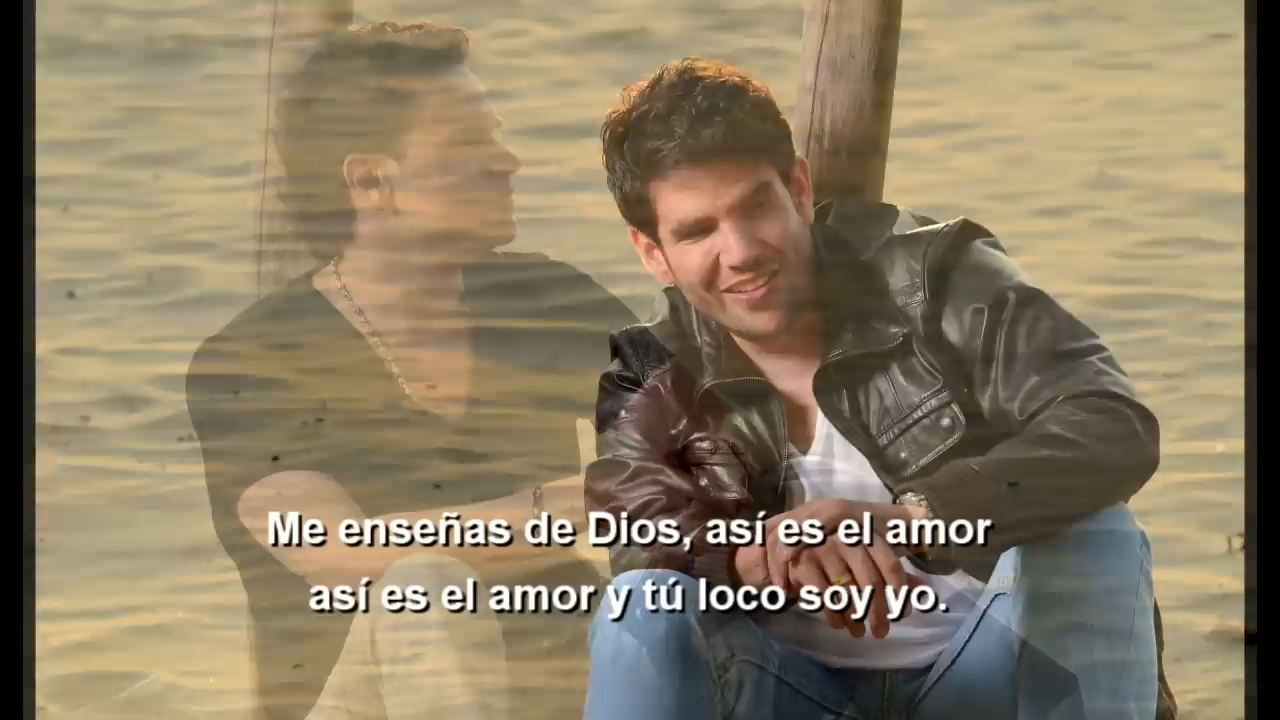 Me enseñas de Dios, así es el amor
así es el amor y tú loco soy yo.